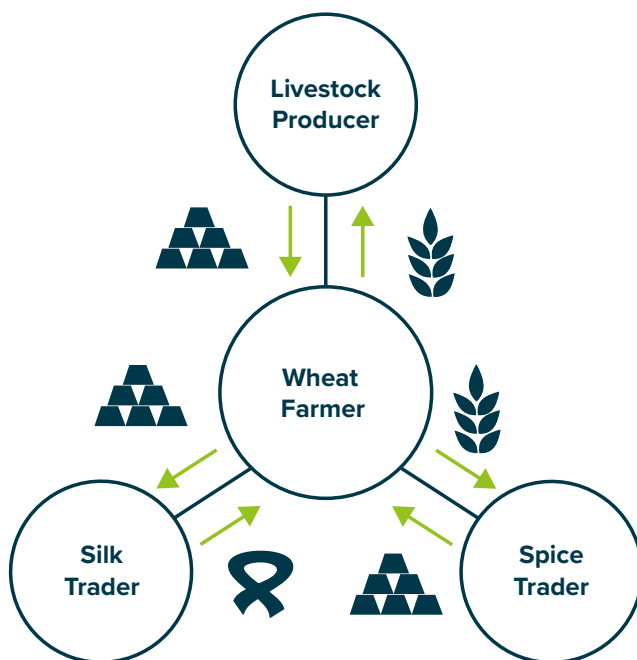 Livestock
Producer
Wheat
Farmer
Silk
Trader
Spice
Trader